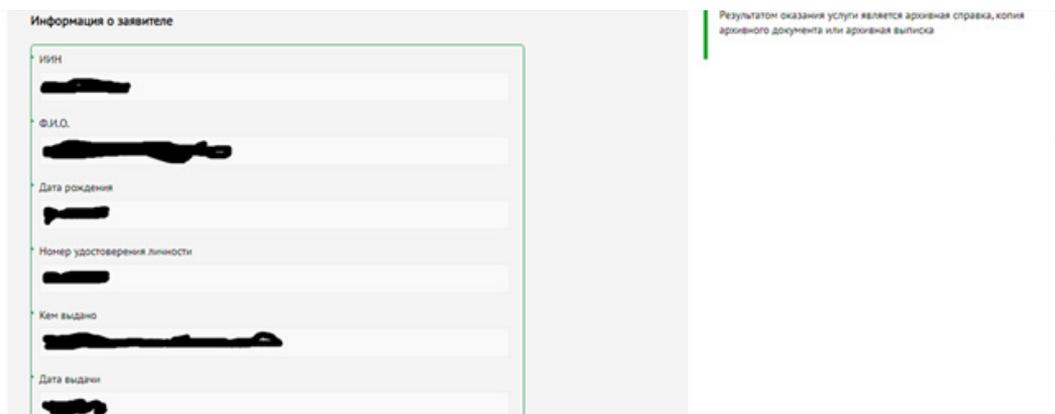 Информация о заявителе
* ИИН
* Ф.И.О.
* Дата рождения
* Номер удостоверения личности
* Кем выдано
* Дата выдачи
Результатом оказания услуги является архивная справка, копия
архивного документа или архивная выписка